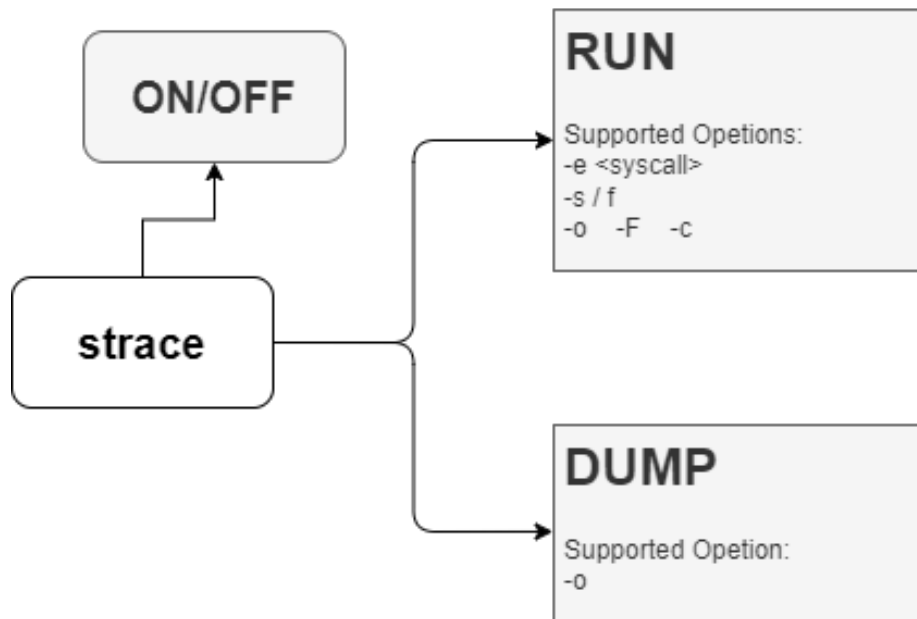 ON/OFF
strace
RUN
Supported Opetions:
-e <syscall>
-s / f
-o -F -c
DUMP
Supported Opetion:
-o